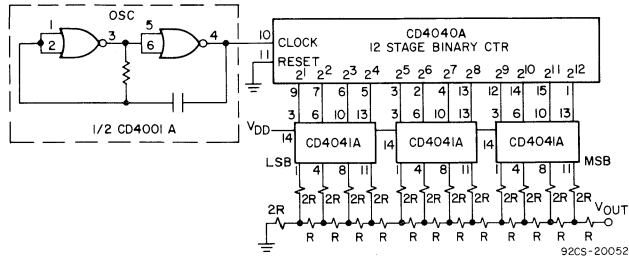 OSC
1
2
3
5
6
4
1/2 CD4001A
10
11
CLOCK
RESET
CD4040A
12 STAGE BINARY CTR
2¹ 2² 2³ 2⁴ 2⁵ 2⁶ 2⁷ 2⁸ 2⁹ 2¹⁰ 2¹¹ 2¹²
9 7 6 5 3 2 4 13 12 14 15 1
3 6 10 13 3 6 10 13 3 6 10 13
VDD
14 CD4041A 14 CD4041A 14 CD4041A
LSB MSB
1 4 8 11 1 4 8 11 1 4 8 11
2R 2R 2R 2R 2R 2R 2R 2R 2R 2R 2R 2R
2R
VOUT
R R R R R R R R R R R
92CS-20052